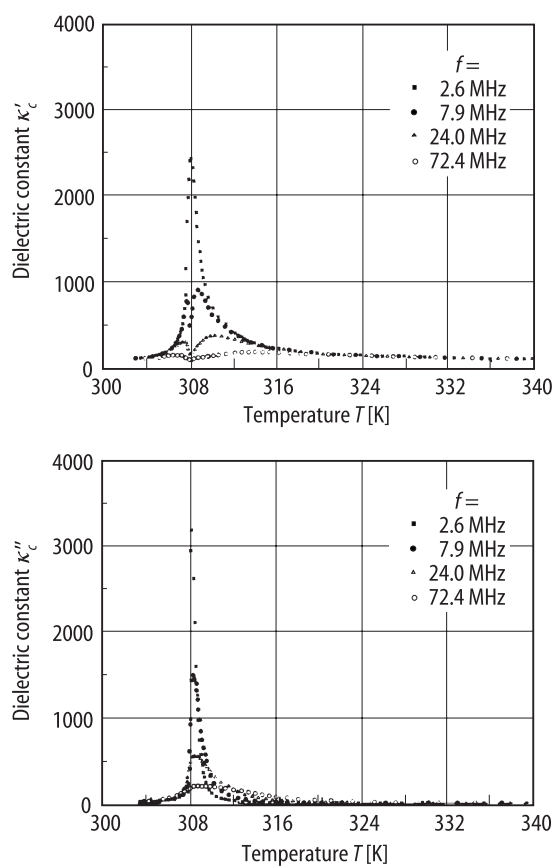 4000
f =
2.6 MHz
7.9 MHz
24.0 MHz
72.4 MHz
3000
2000
1000
0
Dielectric constant κ′c
300 308 316 324 332 340
Temperature T [K]
4000
f =
2.6 MHz
7.9 MHz
24.0 MHz
72.4 MHz
3000
2000
1000
0
Dielectric constant κ″c
300 308 316 324 332 340
Temperature T [K]